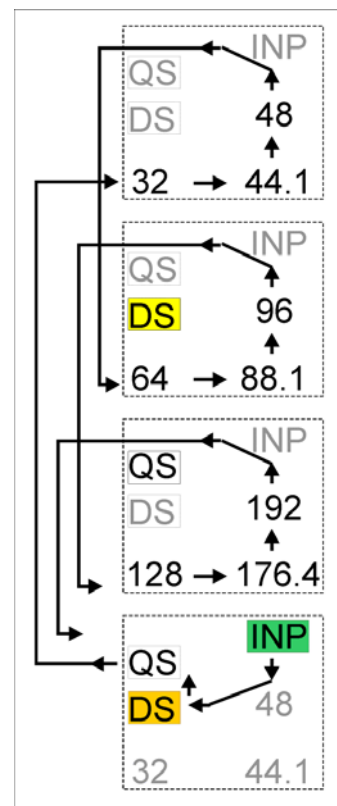 INP
QS
DS 48
32 44.1
INP
QS
DS 96
64 88.1
INP
QS
DS 192
128 176.4
QS INP
DS 48
32 44.1